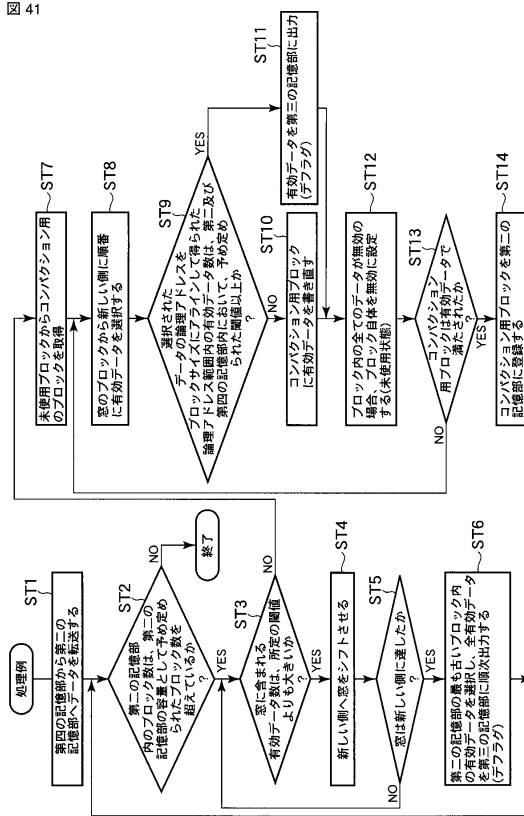 図 41
処理例
ST1
第四の記憶部から第二の
記憶部へデータを転送する
ST2
第二の記憶部
内のブロック数は、第二の
記憶部の容量として予め定め
られたブロック数を
超えているか
?
NO
終了
YES
ST3
窓に含まれる
有効データ数は、所定の閾値
よりも大きいか
?
NO
YES
ST4
新しい側へ窓をシフトさせる
ST5
窓は新しい側に達したか
?
NO
YES
ST6
第二の記憶部の最も古いブロック内
の有効データを選択し、全有効データ
を第三の記憶部に順次出力する
(デフラグ)
ST7
未使用ブロックからコンパクション用
のブロックを取得
ST8
窓のブロックから新しい側に順番
に有効データを選択する
ST9
選択された
データの論理アドレスを
ブロックサイズにアラインして得られた
論理アドレス範囲内の有効データ数は、第二及び
第四の記憶部内において、予め定め
られた閾値以上か
?
YES
NO
ST10
コンパクション用ブロック
に有効データを書き直す
ST11
有効データを第三の記憶部に出力
(デフラグ)
ST12
ブロック内の全てのデータが無効の
場合、ブロック自体を無効に設定
する(未使用状態)
ST13
コンパクション
用ブロックは有効データで
満たされたか
?
NO
YES
ST14
コンパクション用ブロックを第二の
記憶部に登録する